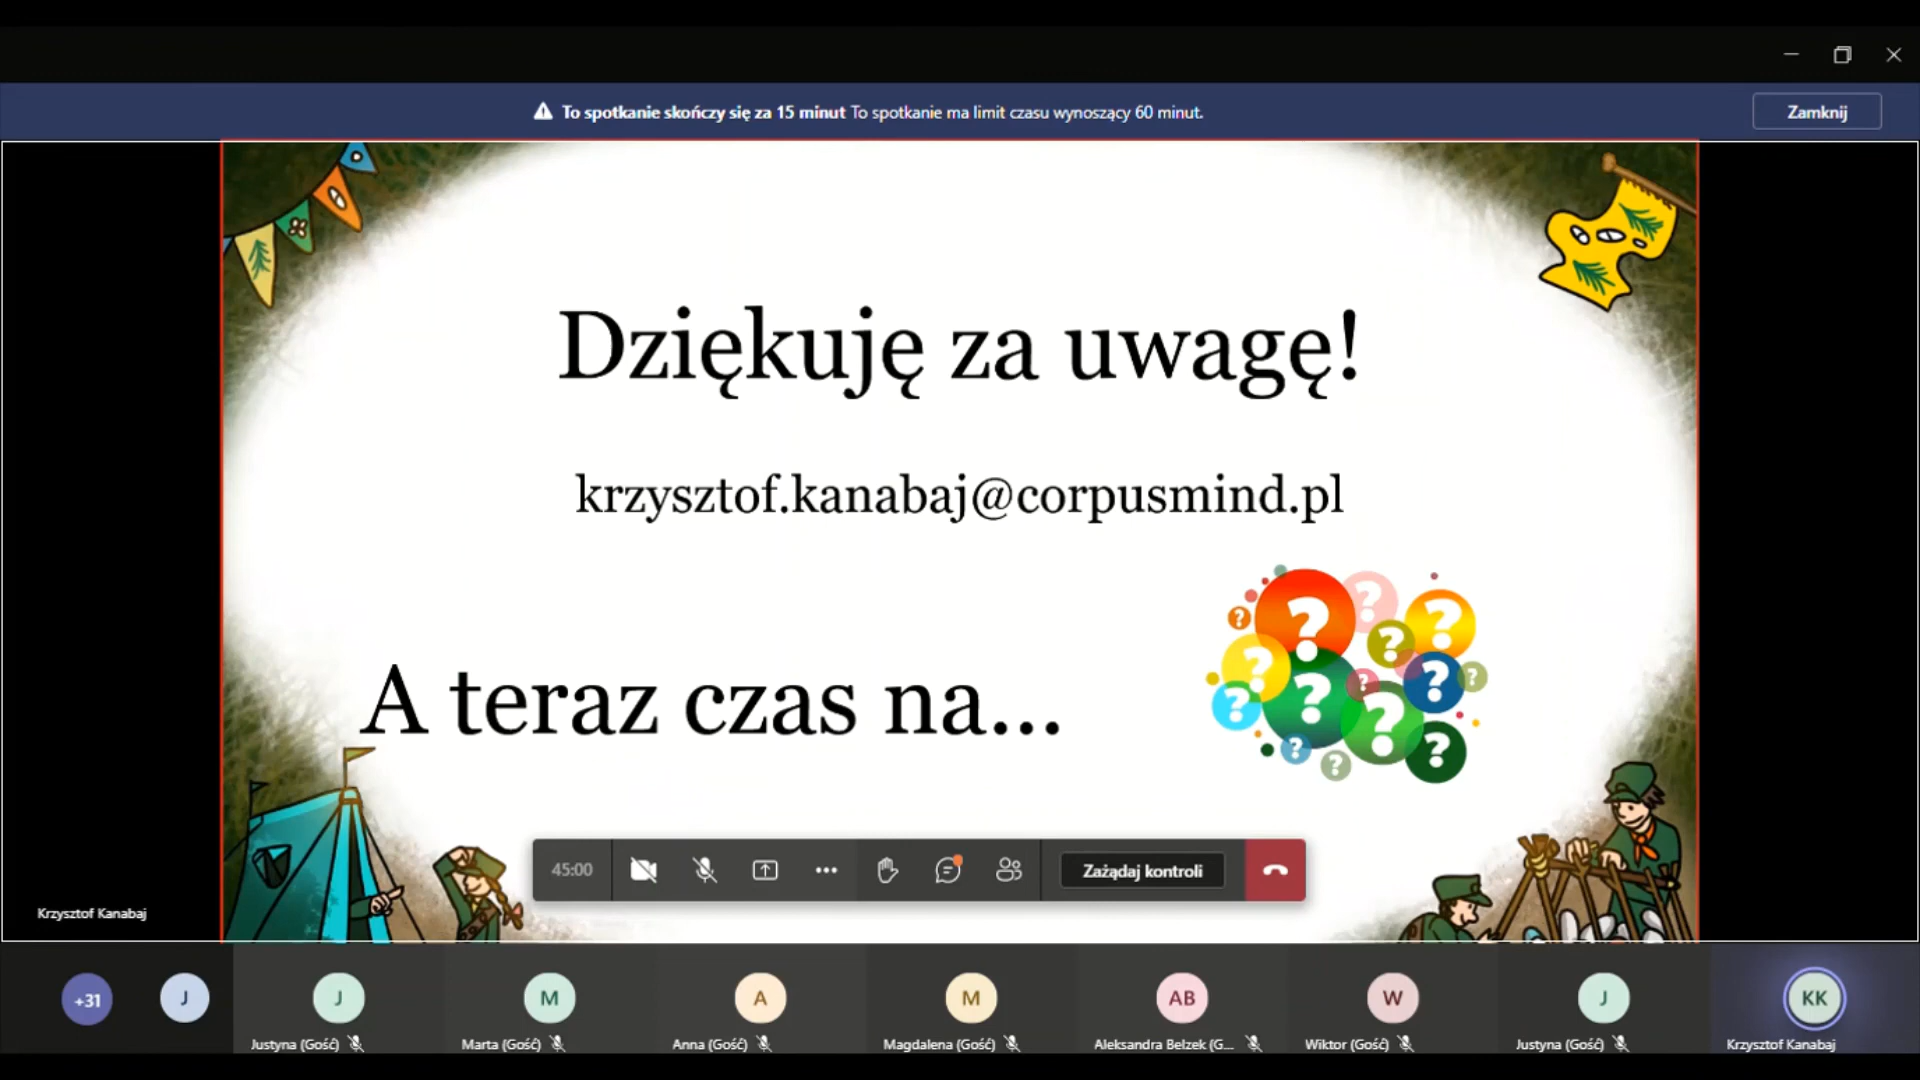 To spotkanie skończy się za 15 minut To spotkanie ma limit czasu wynoszący 60 minut.
Zamknij
Dziękuję za uwagę!
krzysztof.kanabaj@corpusmind.pl
A teraz czas na...
? ? ? ? ? ? ? ? ? ? ? ? ? ?
45:00
Zażądaj kontroli
Krzysztof Kanabaj
+31 J J M A M AB W J KK
Justyna (Gość) Marta (Gość) Anna (Gość) Magdalena (Gość) Aleksandra Belzek (G... Wiktor (Gość) Justyna (Gość) Krzysztof Kanabaj